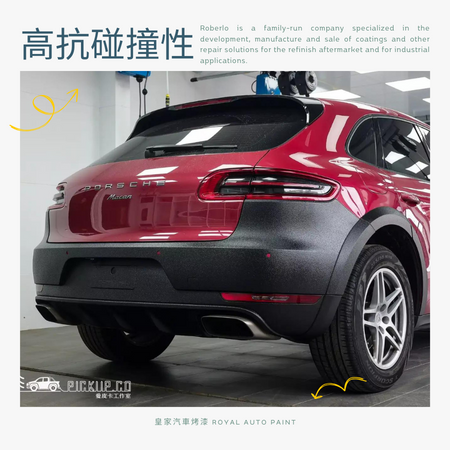 高抗碰撞性
Roberlo is a family-run company specialized in the
development, manufacture and sale of coatings and other
repair solutions for the refinish aftermarket and for industrial
applications.
PORSCHE
Macan
PICKUP.CO
皇家汽車烤漆 ROYAL AUTO PAINT